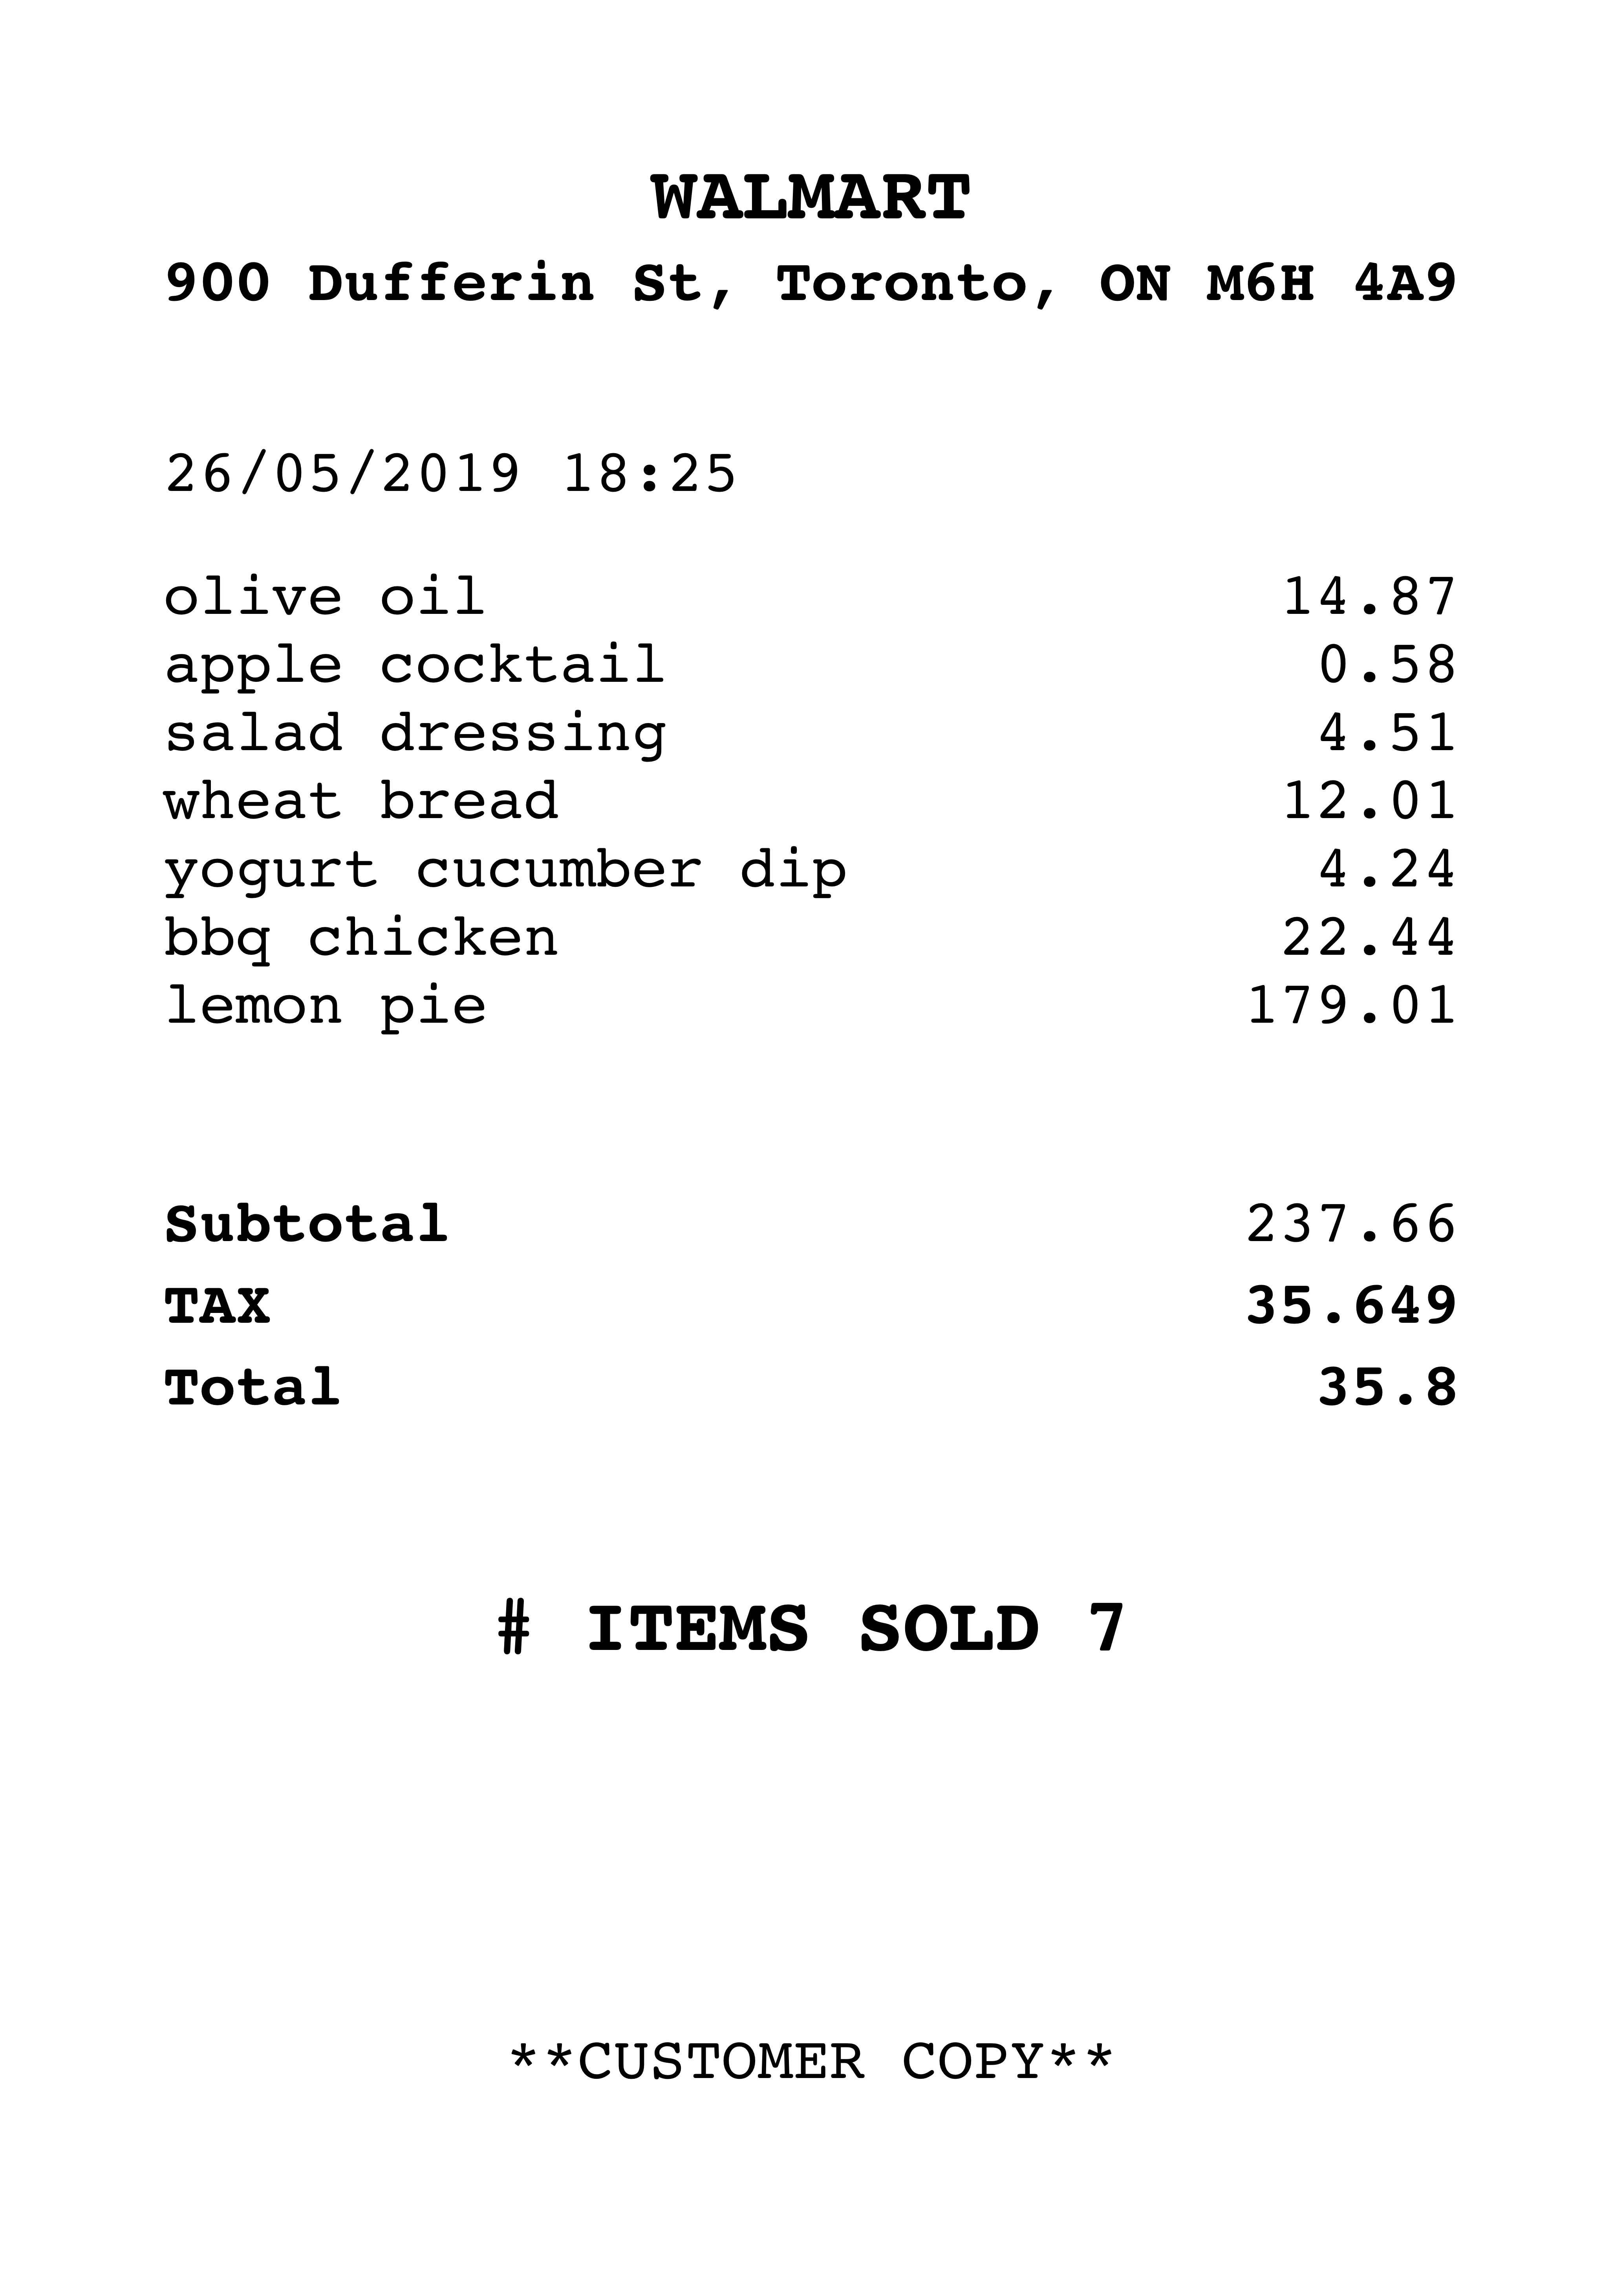 WALMART
900 Dufferin St, Toronto, ON M6H 4A9
26/05/2019 18:25
olive oil 14.87
apple cocktail 0.58
salad dressing 4.51
wheat bread 12.01
yogurt cucumber dip 4.24
bbq chicken 22.44
lemon pie 179.01
Subtotal 237.66
TAX 35.649
Total 35.8
# ITEMS SOLD 7
**CUSTOMER COPY**